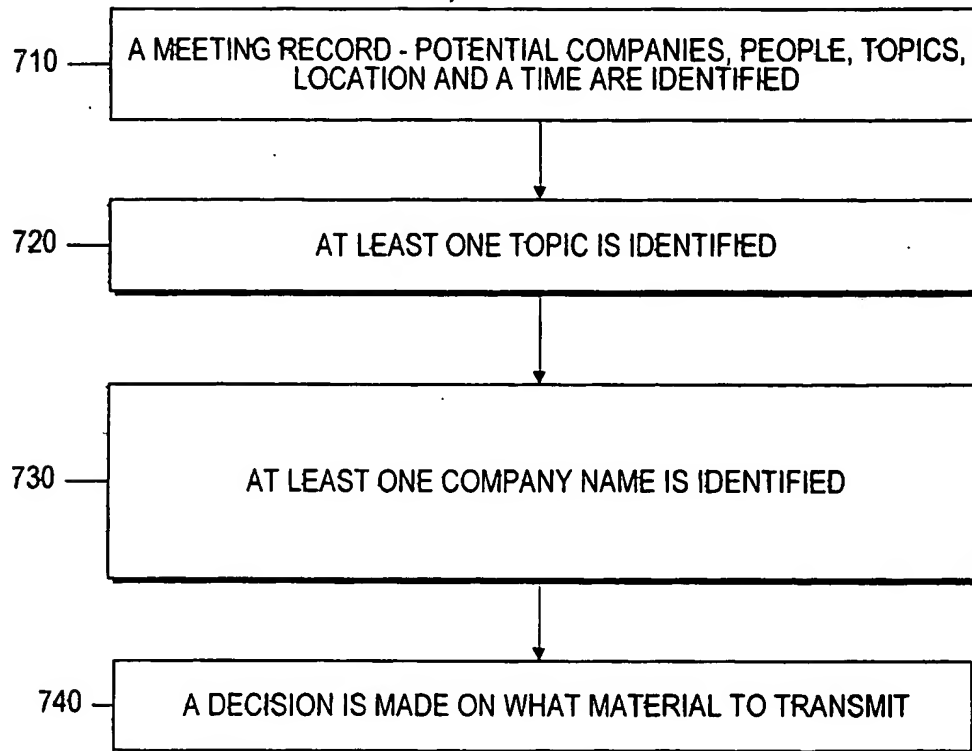 710
A MEETING RECORD - POTENTIAL COMPANIES, PEOPLE, TOPICS,
LOCATION AND A TIME ARE IDENTIFIED
720
AT LEAST ONE TOPIC IS IDENTIFIED
730
AT LEAST ONE COMPANY NAME IS IDENTIFIED
740
A DECISION IS MADE ON WHAT MATERIAL TO TRANSMIT